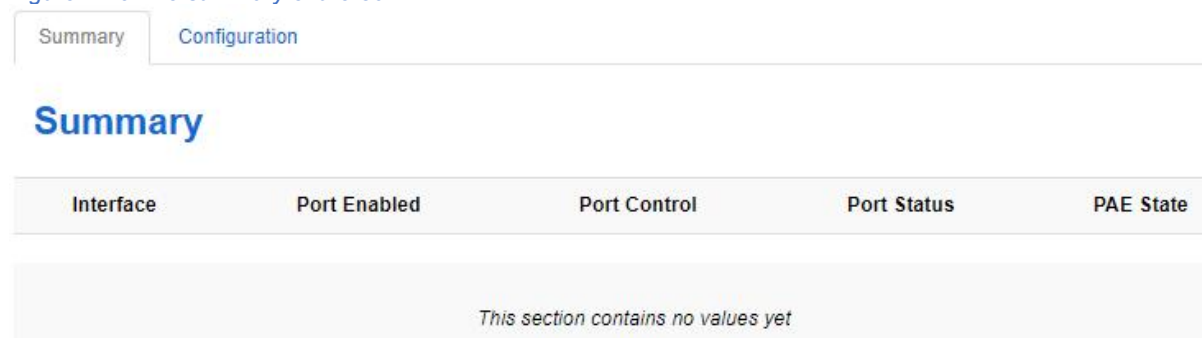 Summary Configuration
Summary
Interface Port Enabled Port Control Port Status PAE State
This section contains no values yet